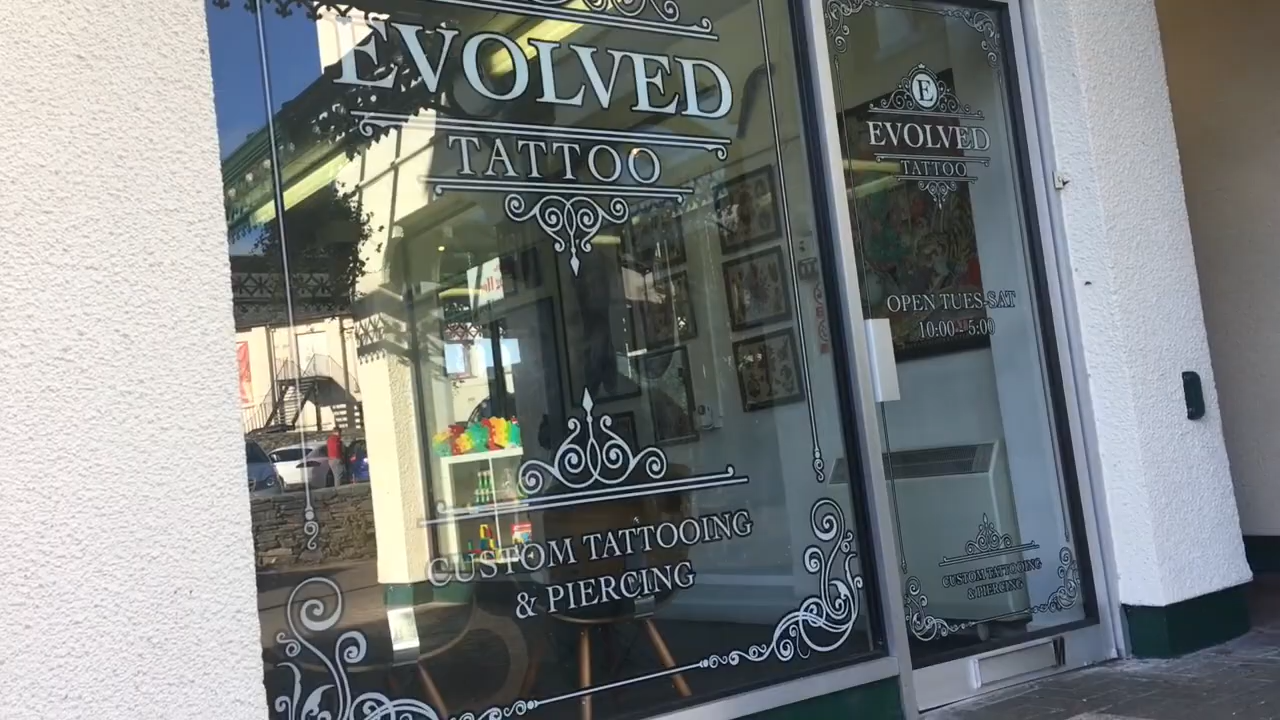 EVOLVED
TATTOO
CUSTOM TATTOOING
& PIERCING
E
EVOLVED
TATTOO
OPEN TUES-SAT
10:00 - 5:00
CUSTOM TATTOOING
& PIERCING